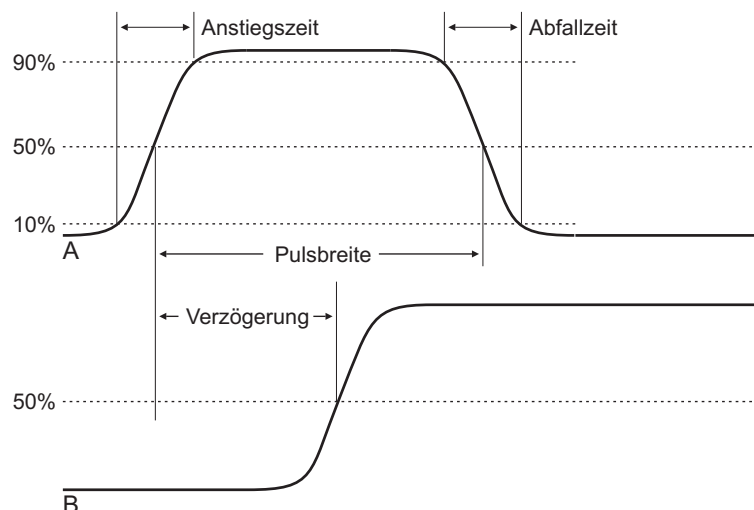 Anstiegszeit
Abfallzeit
90%
50%
10%
A
Pulsbreite
Verzögerung
50%
B